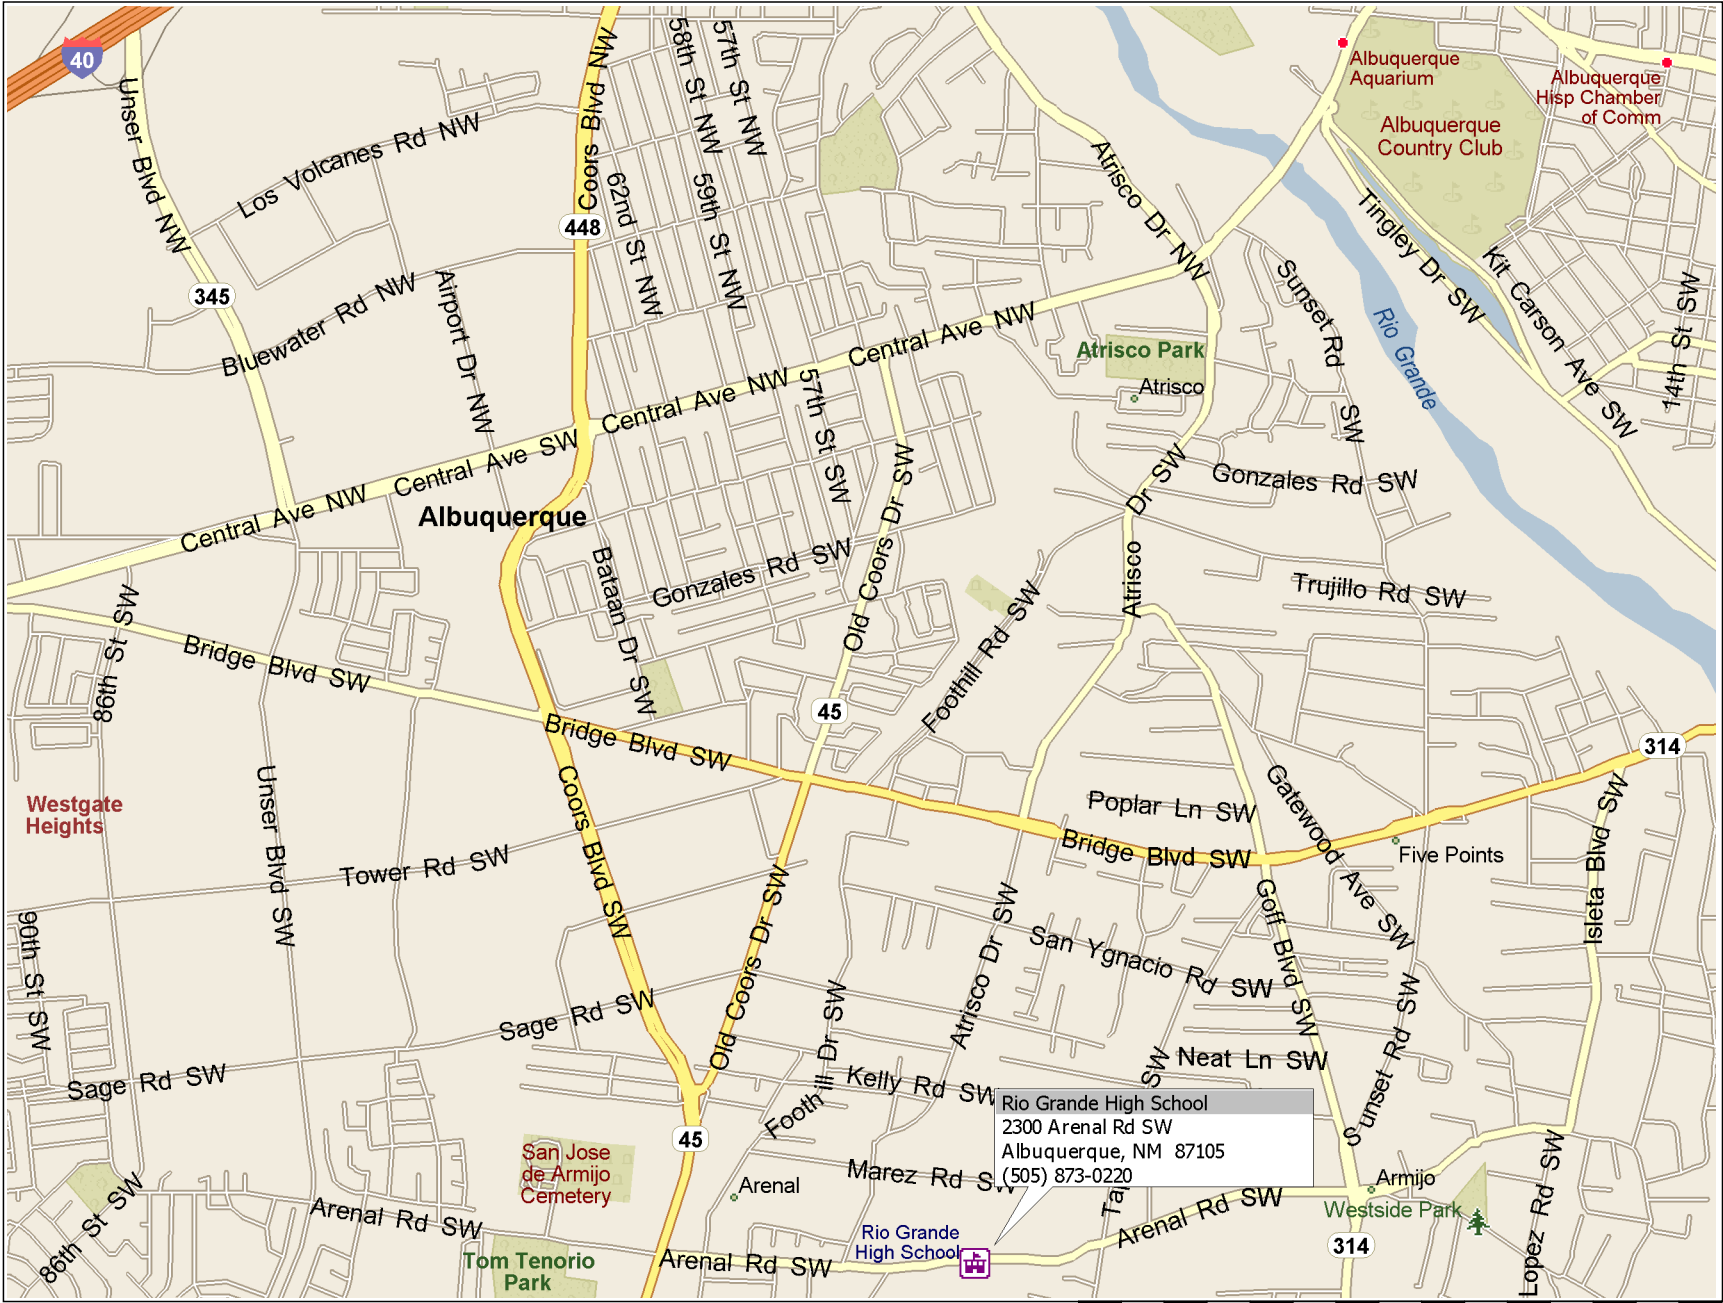 40
Unser Blvd NW
Los Volcanes Rd NW
Coors Blvd NW
58th St NW
57th St NW
59th St NW
62nd St NW
448
345
Bluewater Rd NW
Airport Dr NW
Atrisco Dr NW
Albuquerque
Aquarium
Albuquerque
Country Club
Albuquerque
Hisp Chamber
of Comm
Tingley Dr SW
Kit Carson Ave SW
14th St SW
Rio Grande
Sunset Rd SW
Atrisco Park
Atrisco
Central Ave NW
Central Ave NW
Central Ave SW
Central Ave NW
57th St SW
Albuquerque
Old Coors Dr SW
Gonzales Rd SW
Gonzales Rd SW
Bataan Dr SW
Atrisco Dr SW
Trujillo Rd SW
Foothill Rd SW
86th St SW
Bridge Blvd SW
45
Bridge Blvd SW
314
Westgate
Heights
Unser Blvd SW
Coors Blvd SW
Tower Rd SW
Poplar Ln SW
Gatewood Ave SW
Bridge Blvd SW
Five Points
Isleta Blvd SW
90th St SW
Old Coors Dr SW
Atrisco Dr SW
San Ygnacio Rd SW
Goff Blvd SW
Sunset Rd SW
Sage Rd SW
Sage Rd SW
Foothill Dr SW
Kelly Rd SW
Neat Ln SW
SW
Rio Grande High School
2300 Arenal Rd SW
Albuquerque, NM 87105
(505) 873-0220
45
San Jose
de Armijo
Cemetery
Arenal
Marez Rd SW
Armijo
Westside Park
86th St SW
Arenal Rd SW
Tom Tenorio
Park
Arenal Rd SW
Rio Grande
High School
Arenal Rd SW
314
Lopez Rd SW